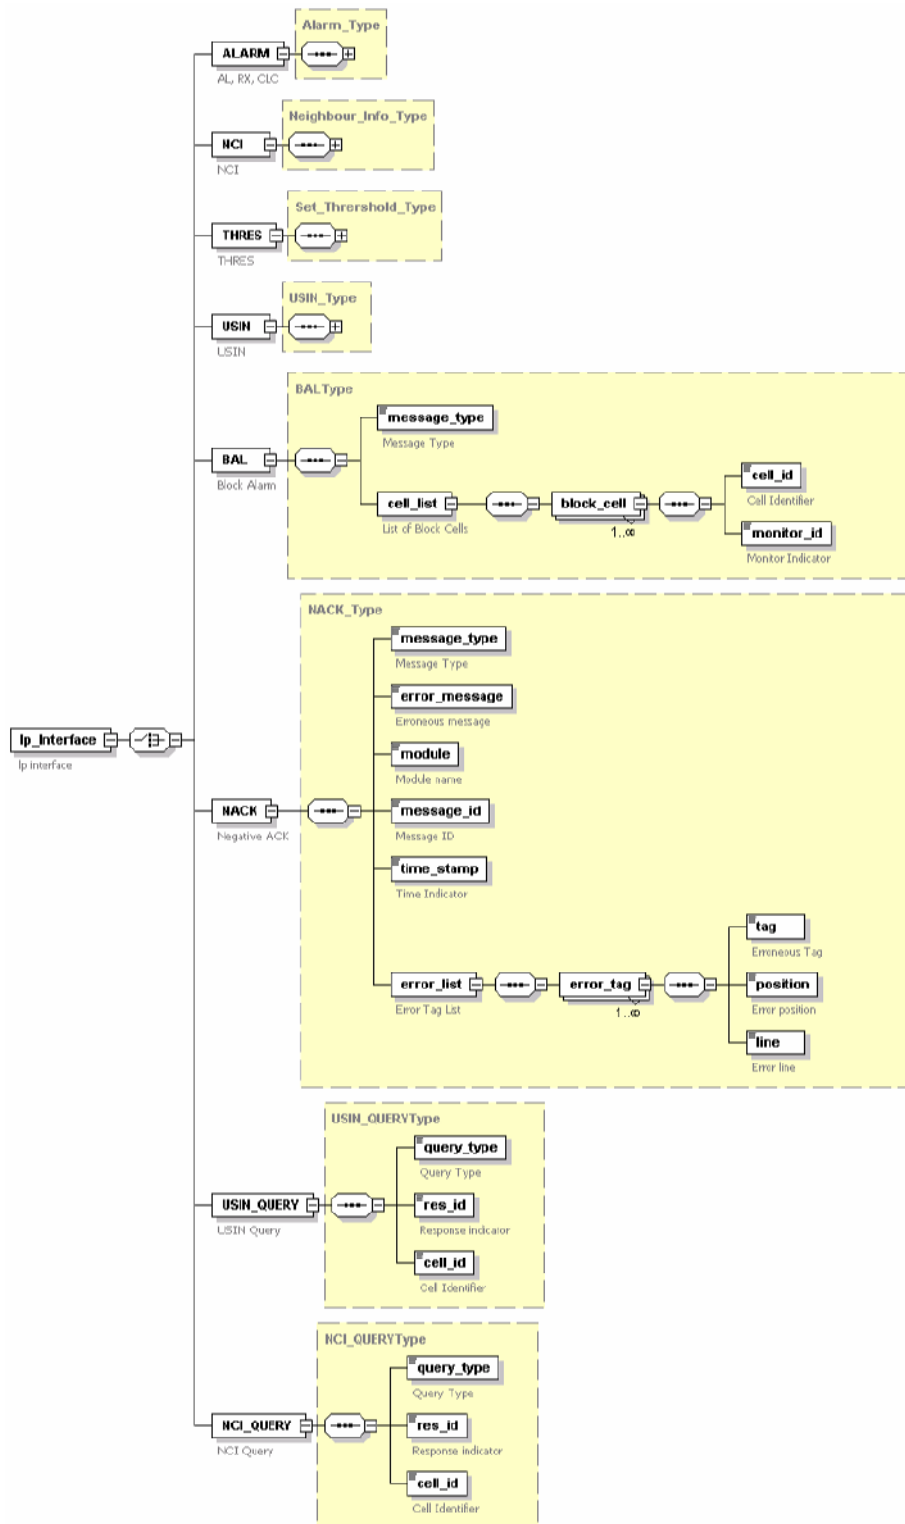 Alarm_Type
ALARM
AL, RX, CLC
Neighbour_Info_Type
NCI
NCI
Set_Thrershold_Type
THRES
THRES
USIN_Type
USIN
USIN
BALType
message_type
Message Type
BAL
Block Alarm
cell_list
List of Block Cells
block_cell
1..∞
cell_id
Cell Identifier
monitor_id
Monitor Indicator
NACK_Type
message_type
Message Type
error_message
Erroneous message
Ip_Interface
Ip interface
module
Module name
NACK
Negative ACK
message_id
Message ID
time_stamp
Time Indicator
error_list
Error Tag List
error_tag
1..∞
tag
Erroneous Tag
position
Error position
line
Error line
USIN_QUERYType
query_type
Query Type
USIN_QUERY
USIN Query
res_id
Response indicator
cell_id
Cell Identifier
NCI_QUERYType
query_type
Query Type
NCI_QUERY
NCI Query
res_id
Response indicator
cell_id
Cell Identifier